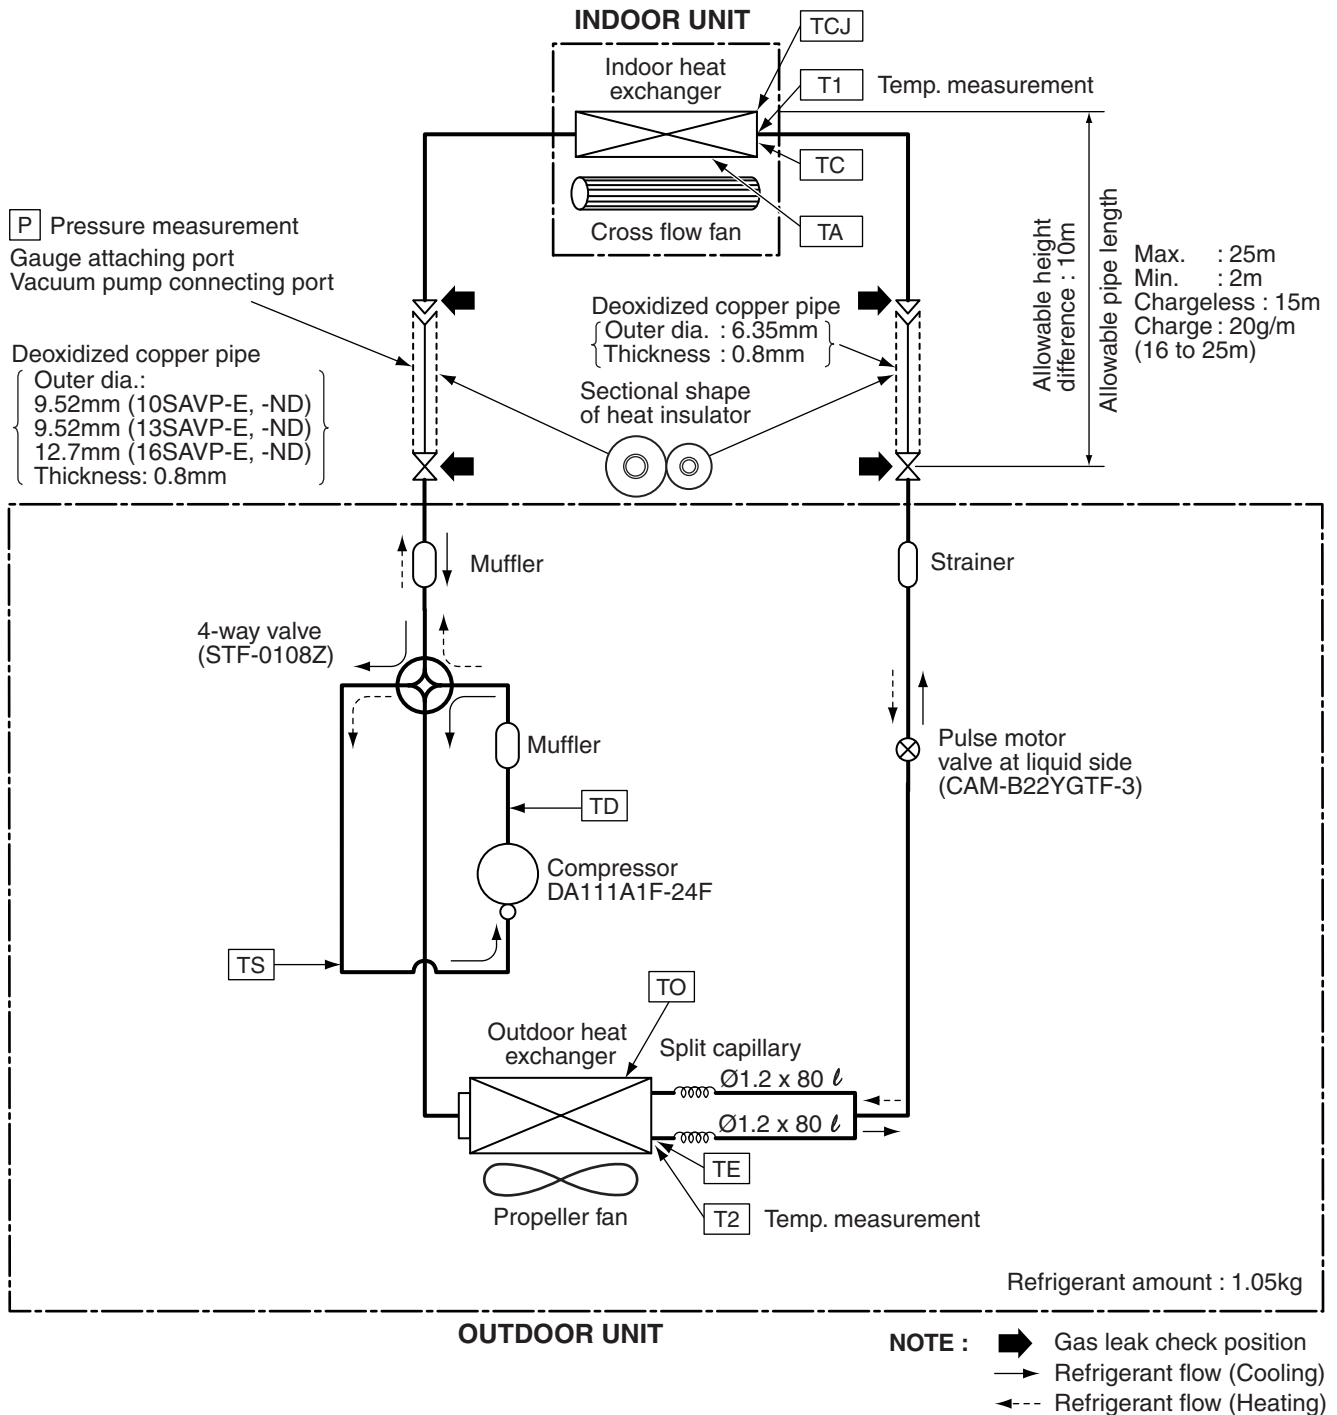 INDOOR UNIT
TCJ
Indoor heat
exchanger
T1 Temp. measurement
TC
Cross flow fan
TA
P Pressure measurement
Gauge attaching port
Vacuum pump connecting port
Deoxidized copper pipe
Outer dia.:
9.52mm (10SAVP-E, -ND)
9.52mm (13SAVP-E, -ND)
12.7mm (16SAVP-E, -ND)
Thickness: 0.8mm
Deoxidized copper pipe
Outer dia. : 6.35mm
Thickness : 0.8mm
Sectional shape
of heat insulator
Allowable height
difference : 10m
Allowable pipe length
Max. : 25m
Min. : 2m
Chargeless : 15m
Charge : 20g/m
(16 to 25m)
Muffler
Strainer
4-way valve
(STF-0108Z)
Muffler
Pulse motor
valve at liquid side
(CAM-B22YGTF-3)
TD
Compressor
DA111A1F-24F
TS
TO
Outdoor heat
exchanger
Split capillary
Ø1.2 x 80 ℓ
Ø1.2 x 80 ℓ
TE
Propeller fan
T2 Temp. measurement
Refrigerant amount : 1.05kg
OUTDOOR UNIT
NOTE : Gas leak check position
Refrigerant flow (Cooling)
Refrigerant flow (Heating)